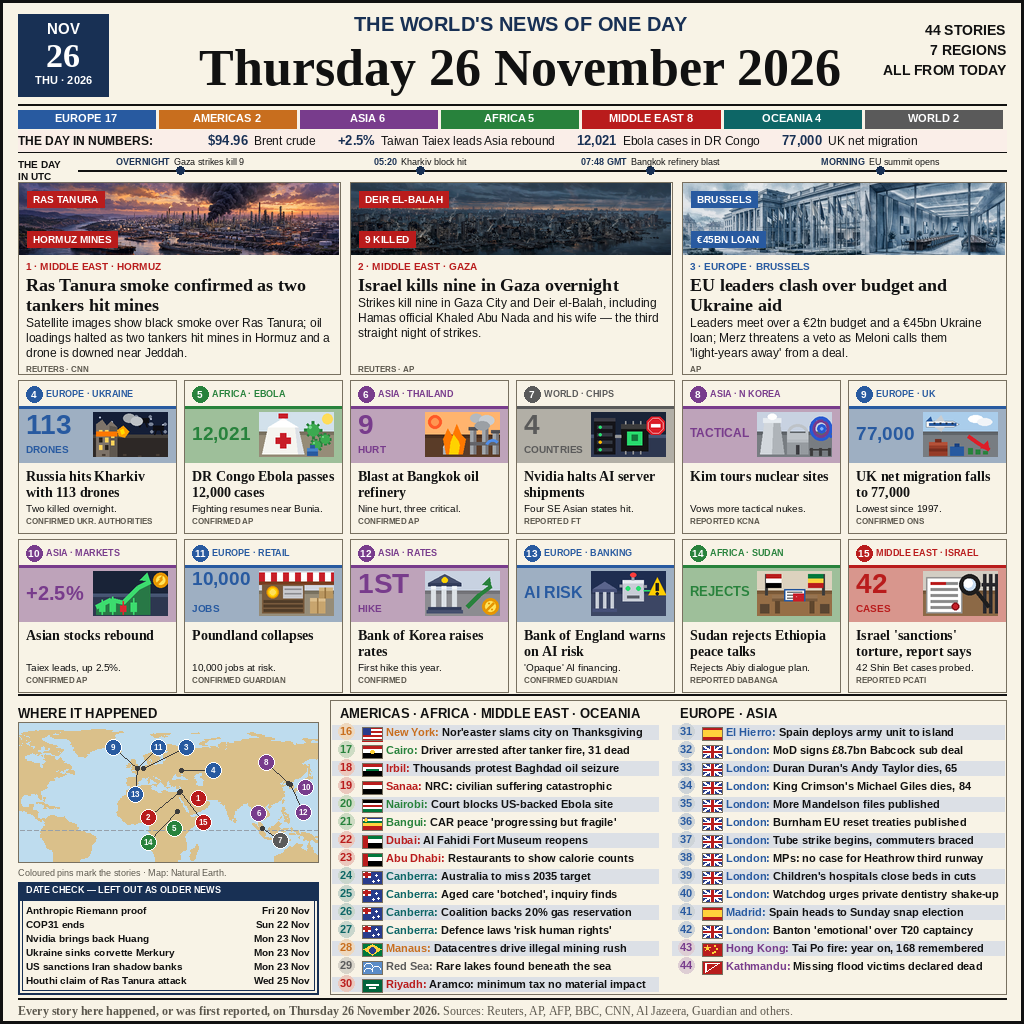 NOV
26
THU · 2026
THE WORLD'S NEWS OF ONE DAY
Thursday 26 November 2026
44 STORIES
7 REGIONS
ALL FROM TODAY
EUROPE 17
AMERICAS 2
ASIA 6
AFRICA 5
MIDDLE EAST 8
OCEANIA 4
WORLD 2
THE DAY IN NUMBERS: $94.96 Brent crude +2.5% Taiwan Taiex leads Asia rebound 12,021 Ebola cases in DR Congo 77,000 UK net migration
THE DAY
IN UTC
OVERNIGHT Gaza strikes kill 9
05:20 Kharkiv block hit
07:48 GMT Bangkok refinery blast
MORNING EU summit opens
RAS TANURA
HORMUZ MINES
1 · MIDDLE EAST · HORMUZ
Ras Tanura smoke confirmed as two
tankers hit mines
Satellite images show black smoke over Ras Tanura; oil
loadings halted as two tankers hit mines in Hormuz and a
drone is downed near Jeddah.
REUTERS · CNN
DEIR EL-BALAH
9 KILLED
2 · MIDDLE EAST · GAZA
Israel kills nine in Gaza overnight
Strikes kill nine in Gaza City and Deir el-Balah, including
Hamas official Khaled Abu Nada and his wife — the third
straight night of strikes.
REUTERS · AP
BRUSSELS
€45BN LOAN
3 · EUROPE · BRUSSELS
EU leaders clash over budget and
Ukraine aid
Leaders meet over a €2tn budget and a €45bn Ukraine
loan; Merz threatens a veto as Meloni calls them
'light-years away' from a deal.
AP
4 EUROPE · UKRAINE
113
DRONES
Russia hits Kharkiv
with 113 drones
Two killed overnight.
CONFIRMED UKR. AUTHORITIES
5 AFRICA · EBOLA
12,021
DR Congo Ebola passes
12,000 cases
Fighting resumes near Bunia.
CONFIRMED AP
6 ASIA · THAILAND
9
HURT
Blast at Bangkok oil
refinery
Nine hurt, three critical.
CONFIRMED AP
7 WORLD · CHIPS
4
COUNTRIES
Nvidia halts AI server
shipments
Four SE Asian states hit.
REPORTED FT
8 ASIA · N KOREA
TACTICAL
Kim tours nuclear sites
Vows more tactical nukes.
REPORTED KCNA
9 EUROPE · UK
77,000
UK net migration falls
to 77,000
Lowest since 1997.
CONFIRMED ONS
10 ASIA · MARKETS
+2.5%
Asian stocks rebound
Taiex leads, up 2.5%.
CONFIRMED AP
11 EUROPE · RETAIL
10,000
JOBS
Poundland collapses
10,000 jobs at risk.
CONFIRMED GUARDIAN
12 ASIA · RATES
1ST
HIKE
Bank of Korea raises
rates
First hike this year.
CONFIRMED
13 EUROPE · BANKING
AI RISK
Bank of England warns
on AI risk
'Opaque' AI financing.
CONFIRMED GUARDIAN
14 AFRICA · SUDAN
REJECTS
Sudan rejects Ethiopia
peace talks
Rejects Abiy dialogue plan.
REPORTED DABANGA
15 MIDDLE EAST · ISRAEL
42
CASES
Israel 'sanctions'
torture, report says
42 Shin Bet cases probed.
REPORTED PCATI
WHERE IT HAPPENED
9
11
3
8
4
10
13
1
2
15
5
6
12
14
7
Coloured pins mark the stories · Map: Natural Earth.
DATE CHECK — LEFT OUT AS OLDER NEWS
Anthropic Riemann proof Fri 20 Nov
COP31 ends Sun 22 Nov
Nvidia brings back Huang Mon 23 Nov
Ukraine sinks corvette Merkury Mon 23 Nov
US sanctions Iran shadow banks Mon 23 Nov
Houthi claim of Ras Tanura attack Wed 25 Nov
AMERICAS · AFRICA · MIDDLE EAST · OCEANIA
16 New York: Nor'easter slams city on Thanksgiving
17 Cairo: Driver arrested after tanker fire, 31 dead
18 Irbil: Thousands protest Baghdad oil seizure
19 Sanaa: NRC: civilian suffering catastrophic
20 Nairobi: Court blocks US-backed Ebola site
21 Bangui: CAR peace 'progressing but fragile'
22 Dubai: Al Fahidi Fort Museum reopens
23 Abu Dhabi: Restaurants to show calorie counts
24 Canberra: Australia to miss 2035 target
25 Canberra: Aged care 'botched', inquiry finds
26 Canberra: Coalition backs 20% gas reservation
27 Canberra: Defence laws 'risk human rights'
28 Manaus: Datacentres drive illegal mining rush
29 Red Sea: Rare lakes found beneath the sea
30 Riyadh: Aramco: minimum tax no material impact
EUROPE · ASIA
31 El Hierro: Spain deploys army unit to island
32 London: MoD signs £8.7bn Babcock sub deal
33 London: Duran Duran's Andy Taylor dies, 65
34 London: King Crimson's Michael Giles dies, 84
35 London: More Mandelson files published
36 London: Burnham EU reset treaties published
37 London: Tube strike begins, commuters braced
38 London: MPs: no case for Heathrow third runway
39 London: Children's hospitals close beds in cuts
40 London: Watchdog urges private dentistry shake-up
41 Madrid: Spain heads to Sunday snap election
42 London: Banton 'emotional' over T20 captaincy
43 Hong Kong: Tai Po fire: year on, 168 remembered
44 Kathmandu: Missing flood victims declared dead
Every story here happened, or was first reported, on Thursday 26 November 2026. Sources: Reuters, AP, AFP, BBC, CNN, Al Jazeera, Guardian and others.